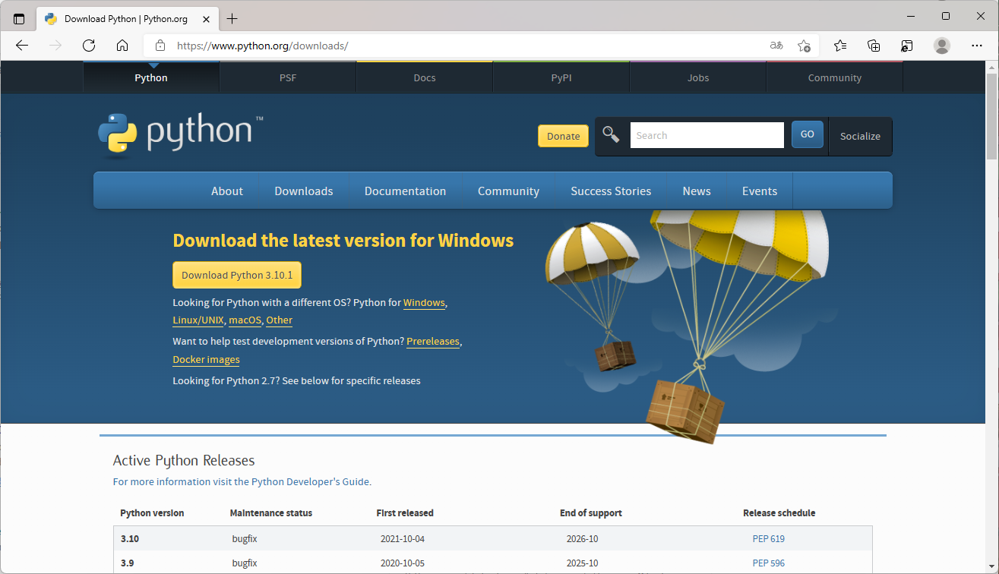 Download Python | Python.org
https://www.python.org/downloads/
Python PSF Docs PyPI Jobs Community
python™
Donate Search GO Socialize
About Downloads Documentation Community Success Stories News Events
Download the latest version for Windows
Download Python 3.10.1
Looking for Python with a different OS? Python for Windows,
Linux/UNIX, macOS, Other
Want to help test development versions of Python? Prereleases,
Docker images
Looking for Python 2.7? See below for specific releases
Active Python Releases
For more information visit the Python Developer's Guide.
Python version Maintenance status First released End of support Release schedule
3.10 bugfix 2021-10-04 2026-10 PEP 619
3.9 bugfix 2020-10-05 2025-10 PEP 596